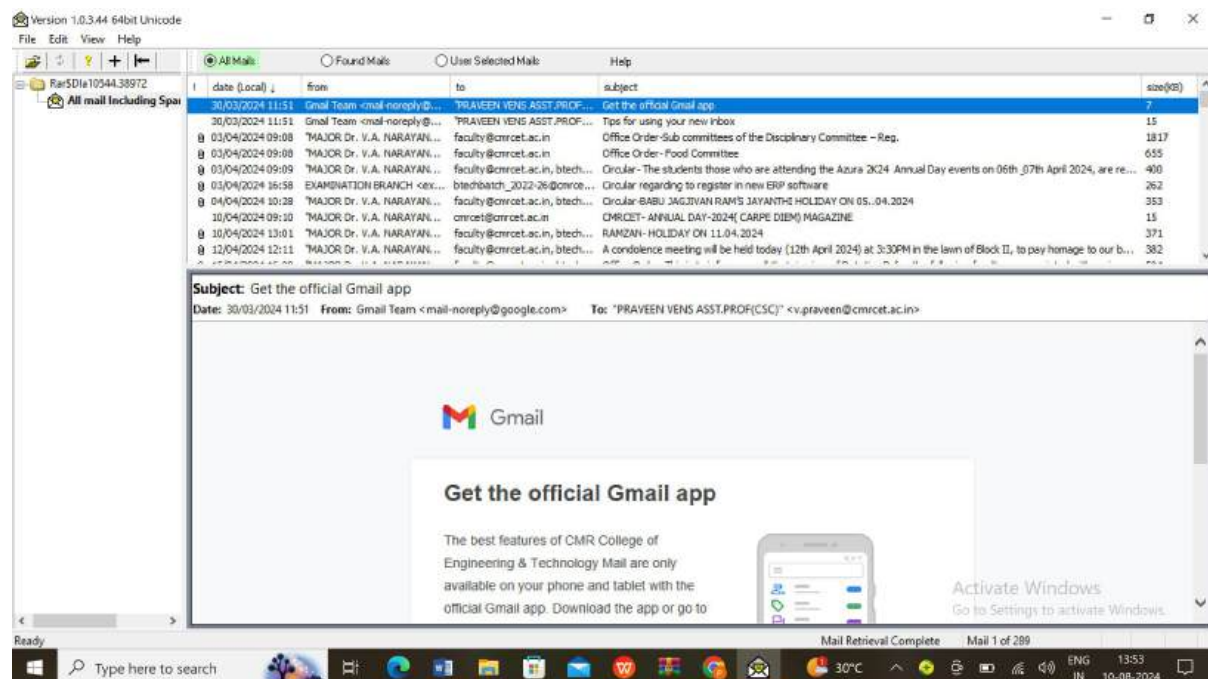 Version 1.0.3.44 64bit Unicode
File Edit View Help
All Mails Found Mails User Selected Mails Help
Rar$DIa10544.38972
All mail Including Spar
! date (Local) ↓ from to subject size(KB)
30/03/2024 11:51 Gmail Team <mail-noreply@... "PRAVEEN VENS ASST.PROF... Get the official Gmail app 7
30/03/2024 11:51 Gmail Team <mail-noreply@... "PRAVEEN VENS ASST.PROF... Tips for using your new inbox 15
03/04/2024 09:08 "MAJOR Dr. V.A. NARAYAN... faculty@cmrcet.ac.in Office Order-Sub committees of the Disciplinary Committee – Reg. 1817
03/04/2024 09:08 "MAJOR Dr. V.A. NARAYAN... faculty@cmrcet.ac.in Office Order- Food Committee 655
03/04/2024 09:09 "MAJOR Dr. V.A. NARAYAN... faculty@cmrcet.ac.in, btech... Circular- The students those who are attending the Azura 2K24 Annual Day events on 06th _07th April 2024, are re... 400
03/04/2024 16:58 EXAMINATION BRANCH <ex... btechbatch_2022-26@cmrce... Circular regarding to register in new ERP software 262
04/04/2024 10:28 "MAJOR Dr. V.A. NARAYAN... faculty@cmrcet.ac.in, btech... Circular-BABU JAGJIVAN RAM'S JAYANTHI HOLIDAY ON 05..04.2024 353
10/04/2024 09:10 "MAJOR Dr. V.A. NARAYAN... cmrcet@cmrcet.ac.in CMRCET- ANNUAL DAY-2024( CARPE DIEM) MAGAZINE 15
10/04/2024 13:01 "MAJOR Dr. V.A. NARAYAN... faculty@cmrcet.ac.in, btech... RAMZAN- HOLIDAY ON 11.04.2024 371
12/04/2024 12:11 "MAJOR Dr. V.A. NARAYAN... faculty@cmrcet.ac.in, btech... A condolence meeting will be held today (12th April 2024) at 3:30PM in the lawn of Block II, to pay homage to our b... 382
Subject: Get the official Gmail app
Date: 30/03/2024 11:51 From: Gmail Team <mail-noreply@google.com> To: "PRAVEEN VENS ASST.PROF(CSC)" <v.praveen@cmrcet.ac.in>
Gmail
Get the official Gmail app
The best features of CMR College of
Engineering & Technology Mail are only
available on your phone and tablet with the
official Gmail app. Download the app or go to
Activate Windows
Go to Settings to activate Windows.
Ready Mail Retrieval Complete Mail 1 of 289
Type here to search 30°C ENG 13:53
IN 10-08-2024